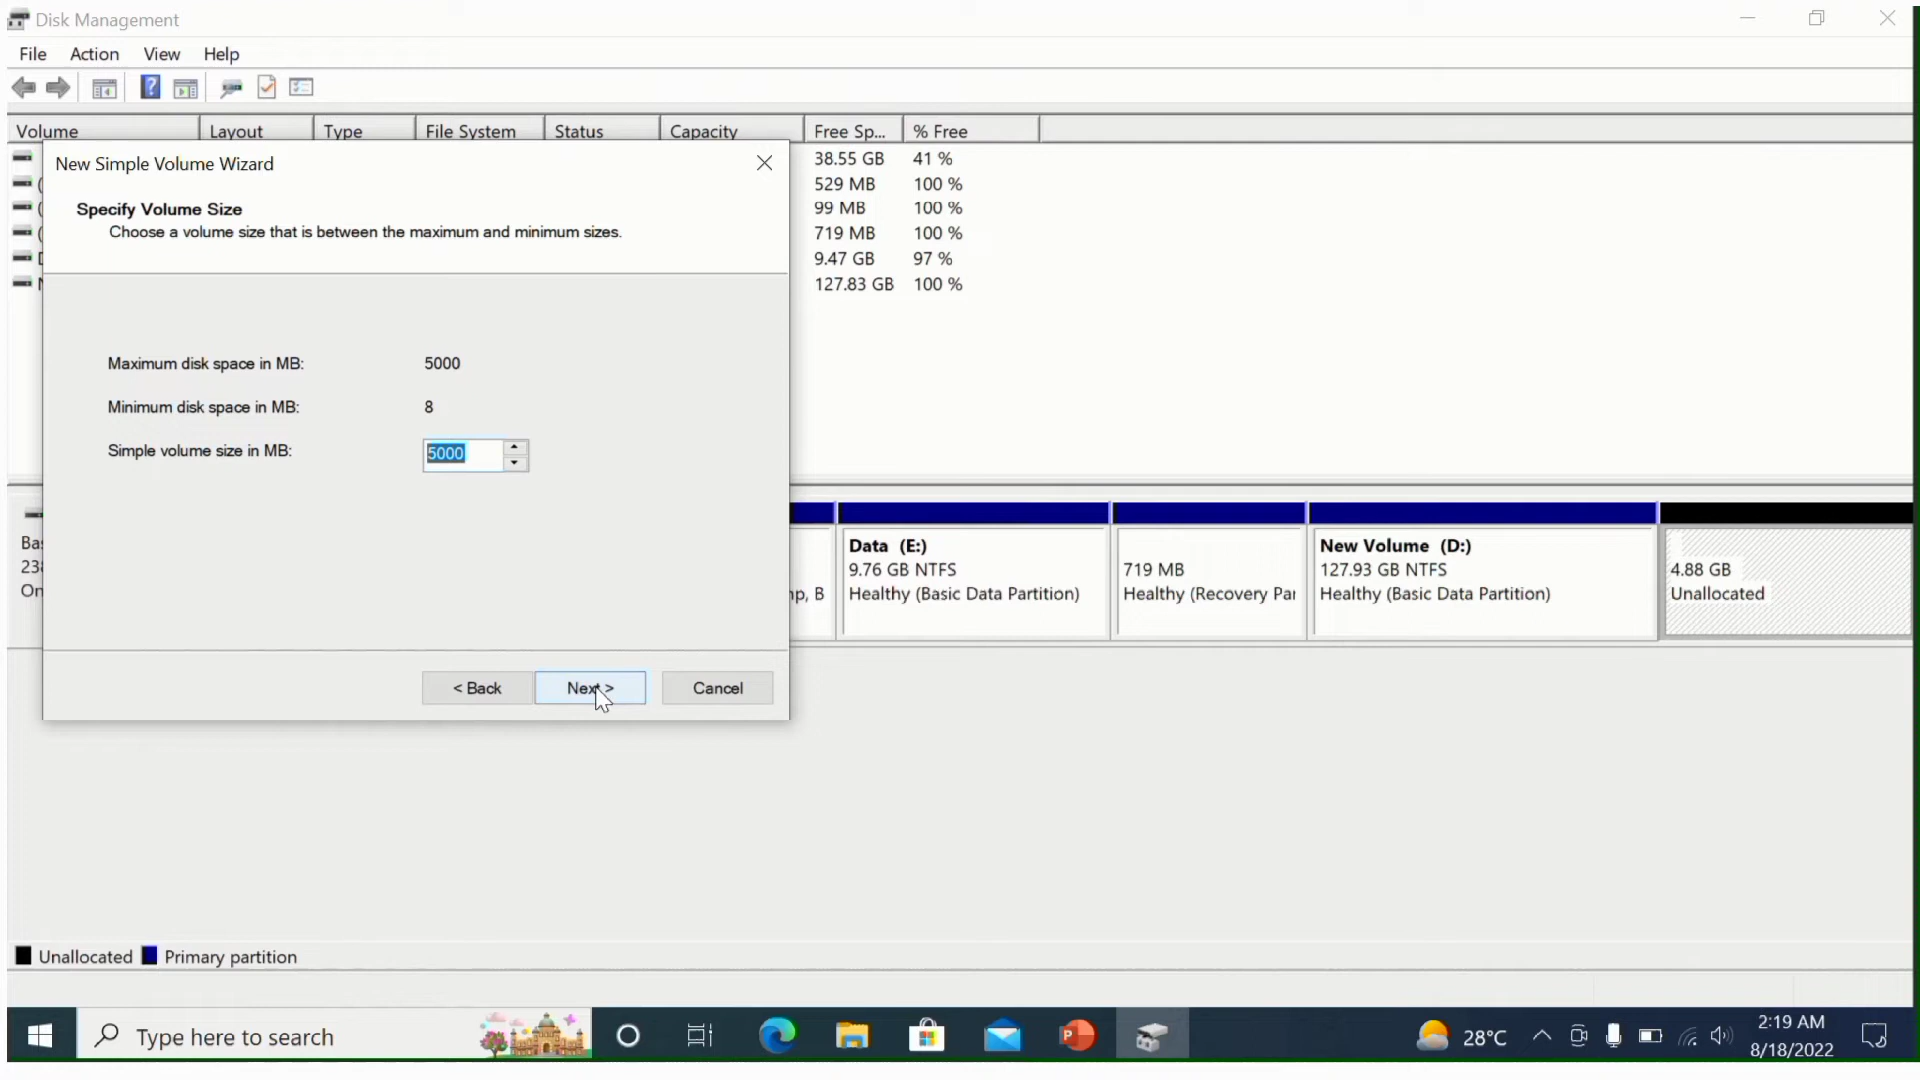 Disk Management
File Action View Help
Volume Layout Type File System Status Capacity Free Sp... % Free
38.55 GB 41 %
529 MB 100 %
99 MB 100 %
719 MB 100 %
9.47 GB 97 %
127.83 GB 100 %
New Simple Volume Wizard
Specify Volume Size
Choose a volume size that is between the maximum and minimum sizes.
Maximum disk space in MB: 5000
Minimum disk space in MB: 8
Simple volume size in MB: 5000
< Back Next > Cancel
Data (E:)
9.76 GB NTFS
Healthy (Basic Data Partition)
719 MB
Healthy (Recovery Par
New Volume (D:)
127.93 GB NTFS
Healthy (Basic Data Partition)
4.88 GB
Unallocated
Unallocated Primary partition
Type here to search
28°C
2:19 AM
8/18/2022